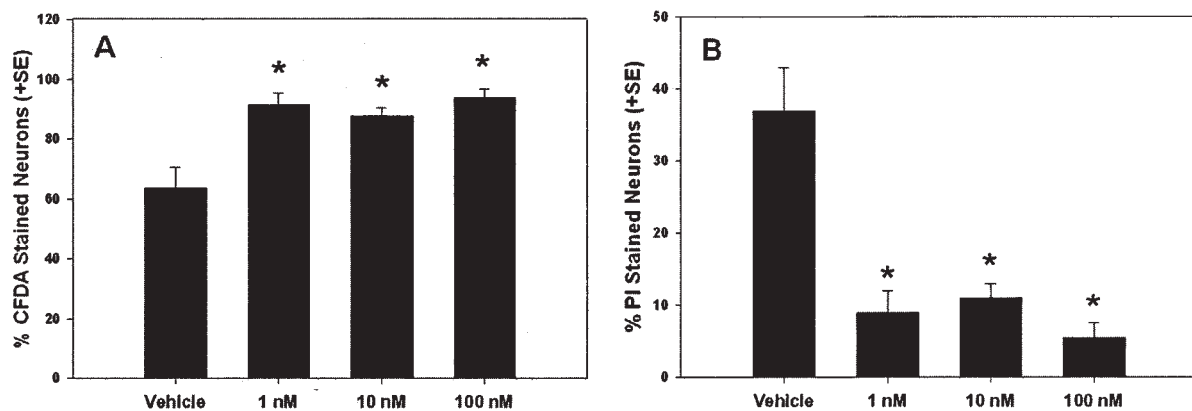 A
% CFDA Stained Neurons (+SE)
120
100
80
60
40
20
0
* * *
Vehicle 1 nM 10 nM 100 nM
B
% PI Stained Neurons (+SE)
50
40
30
20
10
0
* * *
Vehicle 1 nM 10 nM 100 nM